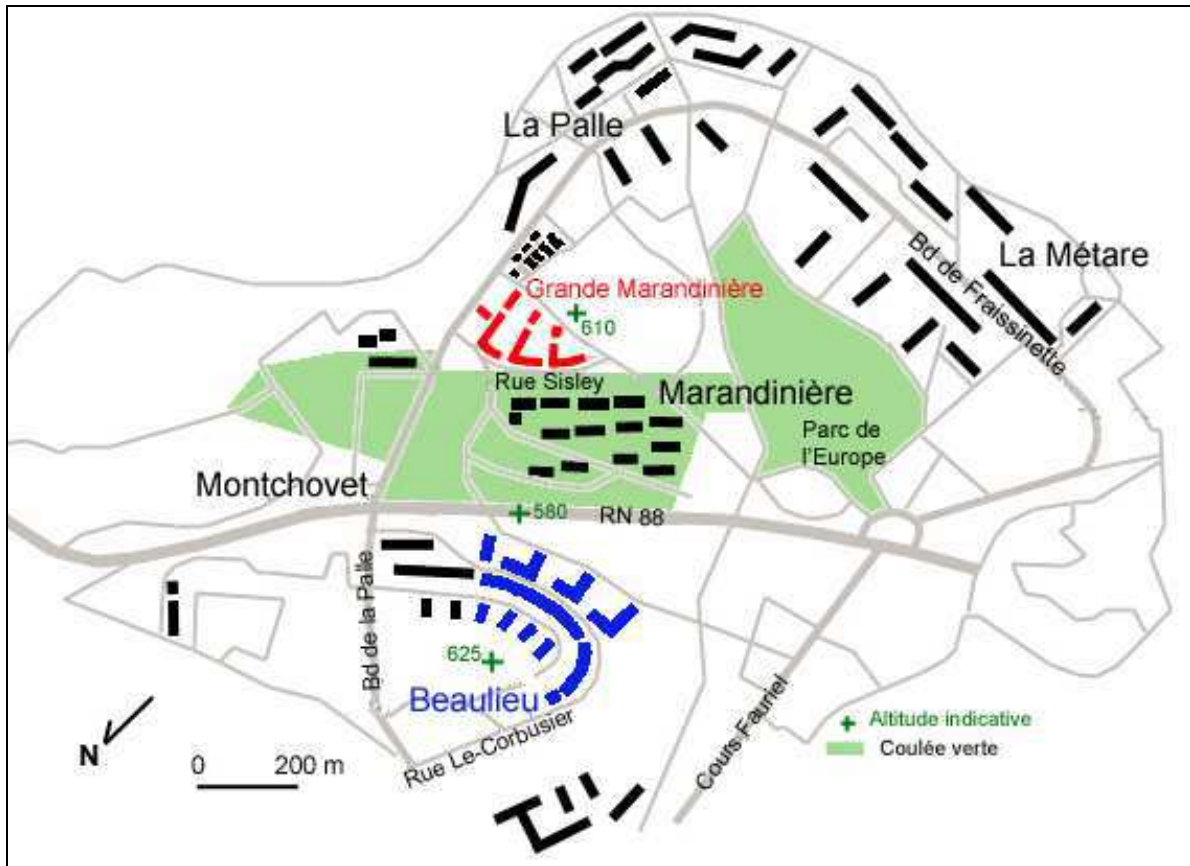 La Palle
La Métare
Bd de Fraissinette
Grande Marandinière
610
Rue Sisley
Marandinière
Parc de
l'Europe
Montchovet
580
RN 88
Bd de la Palle
625
Beaulieu
Rue Le-Corbusier
Cours Fauriel
Altitude indicative
Coulée verte
N
0 200 m